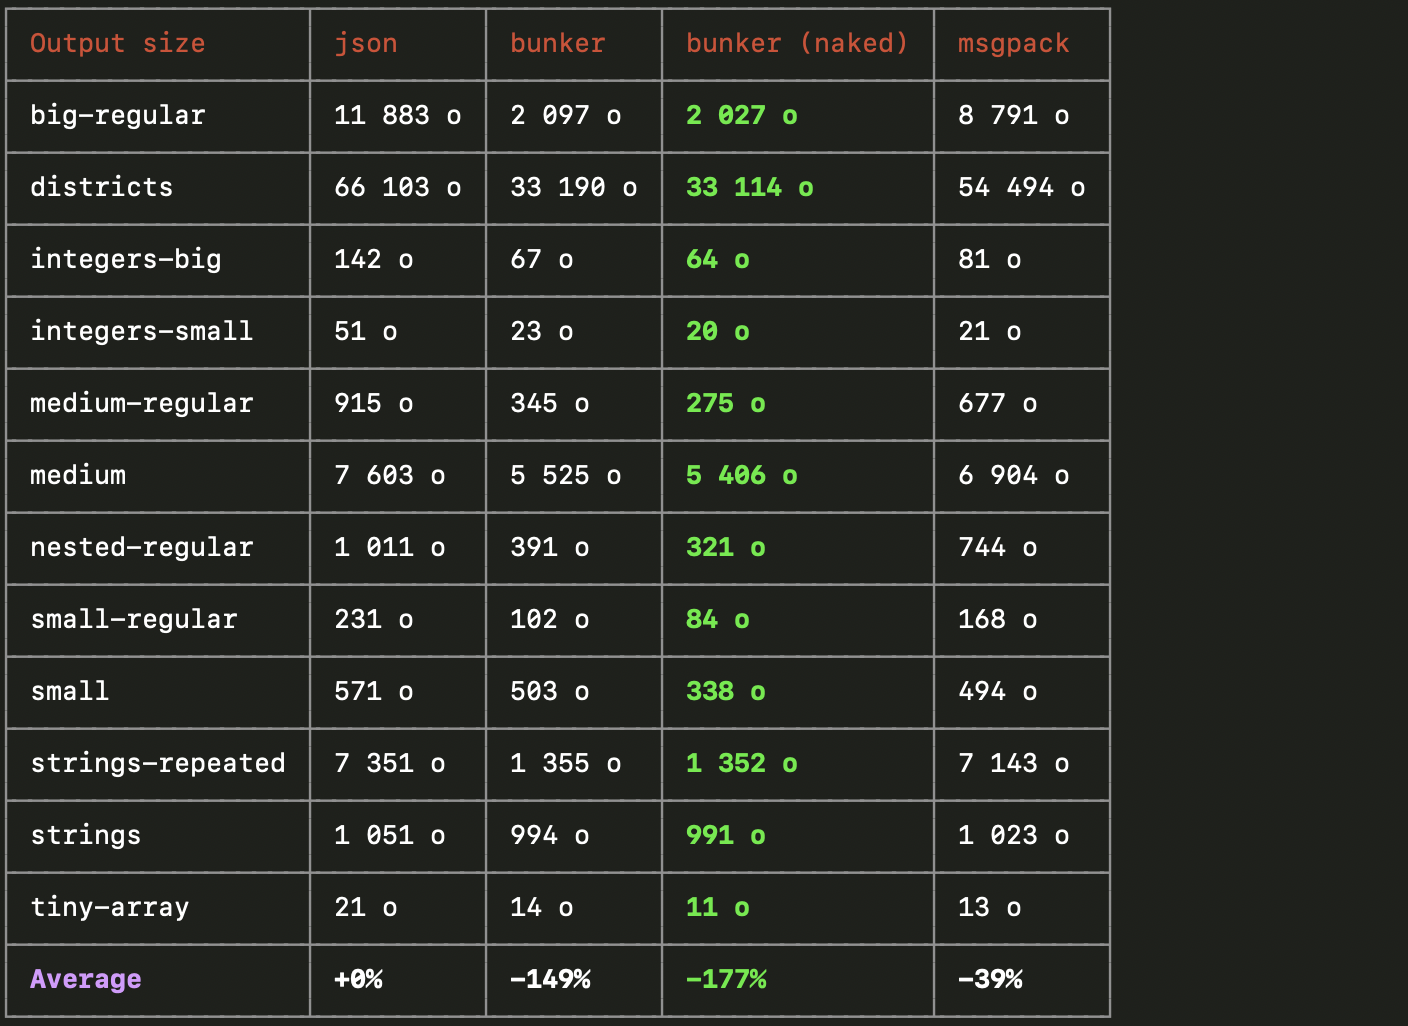 Output size json bunker bunker (naked) msgpack
big-regular 11 883 o 2 097 o 2 027 o 8 791 o
districts 66 103 o 33 190 o 33 114 o 54 494 o
integers-big 142 o 67 o 64 o 81 o
integers-small 51 o 23 o 20 o 21 o
medium-regular 915 o 345 o 275 o 677 o
medium 7 603 o 5 525 o 5 406 o 6 904 o
nested-regular 1 011 o 391 o 321 o 744 o
small-regular 231 o 102 o 84 o 168 o
small 571 o 503 o 338 o 494 o
strings-repeated 7 351 o 1 355 o 1 352 o 7 143 o
strings 1 051 o 994 o 991 o 1 023 o
tiny-array 21 o 14 o 11 o 13 o
Average +0% -149% -177% -39%